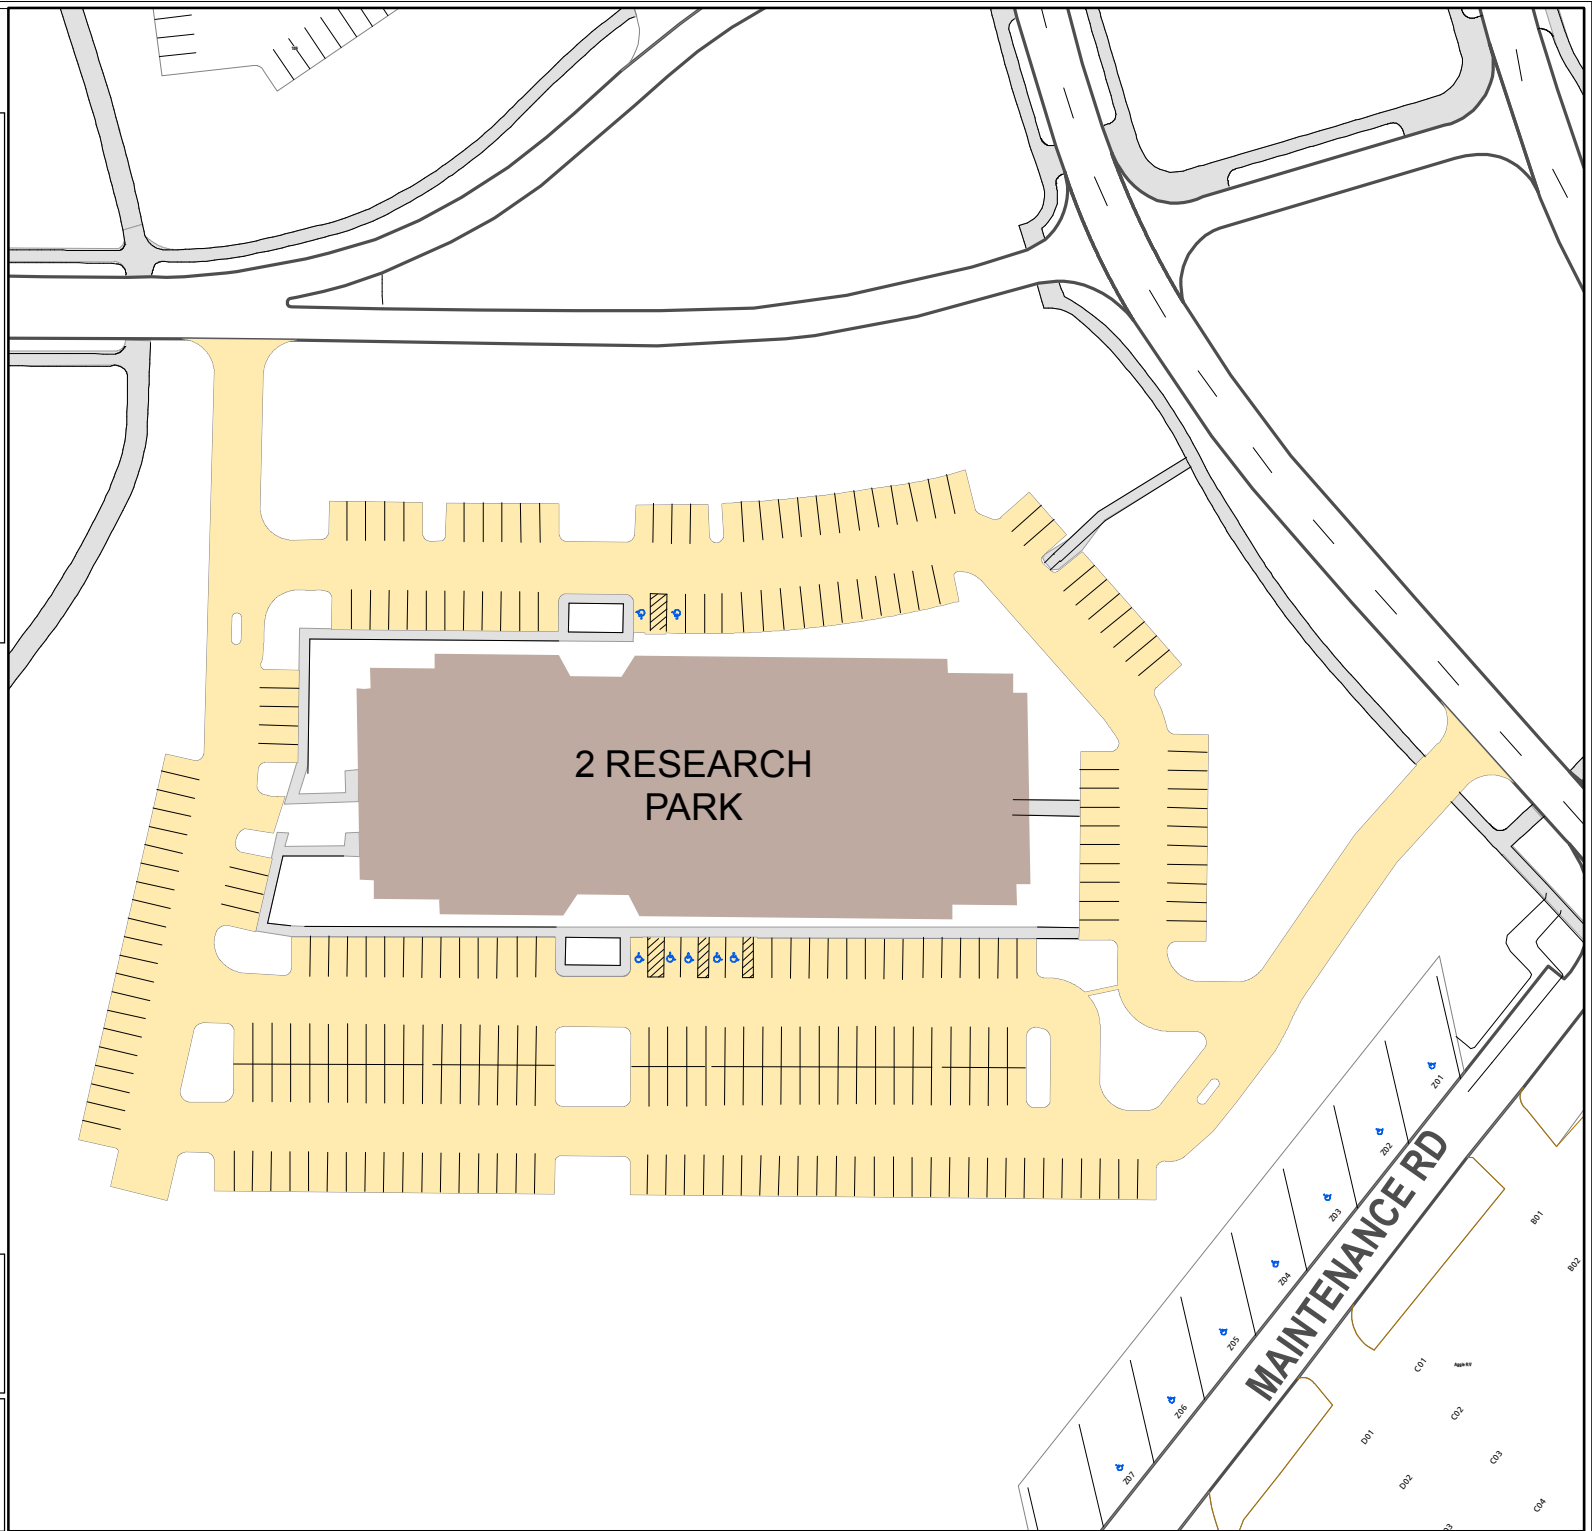 2 RESEARCH
PARK
Z01
Z02
MAINTENANCE RD
Z03
B01
B02
Z04
Z05
C01
Z06
C02
D01
C03
Z07
D02
C04